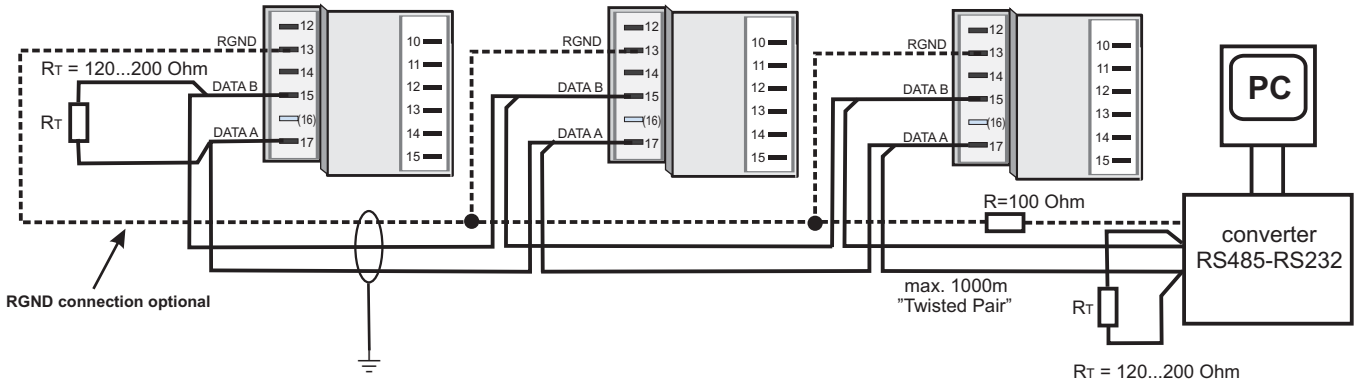 12
RGND 13
RT = 120...200 Ohm
14
DATA B 15
RT
(16)
DATA A 17
10
11
12
13
14
15
12
RGND 13
14
DATA B 15
(16)
DATA A 17
10
11
12
13
14
15
12
RGND 13
14
DATA B 15
(16)
DATA A 17
10
11
12
13
14
15
PC
R=100 Ohm
converter
RS485-RS232
RGND connection optional
max. 1000m
”Twisted Pair”
RT
RT = 120...200 Ohm